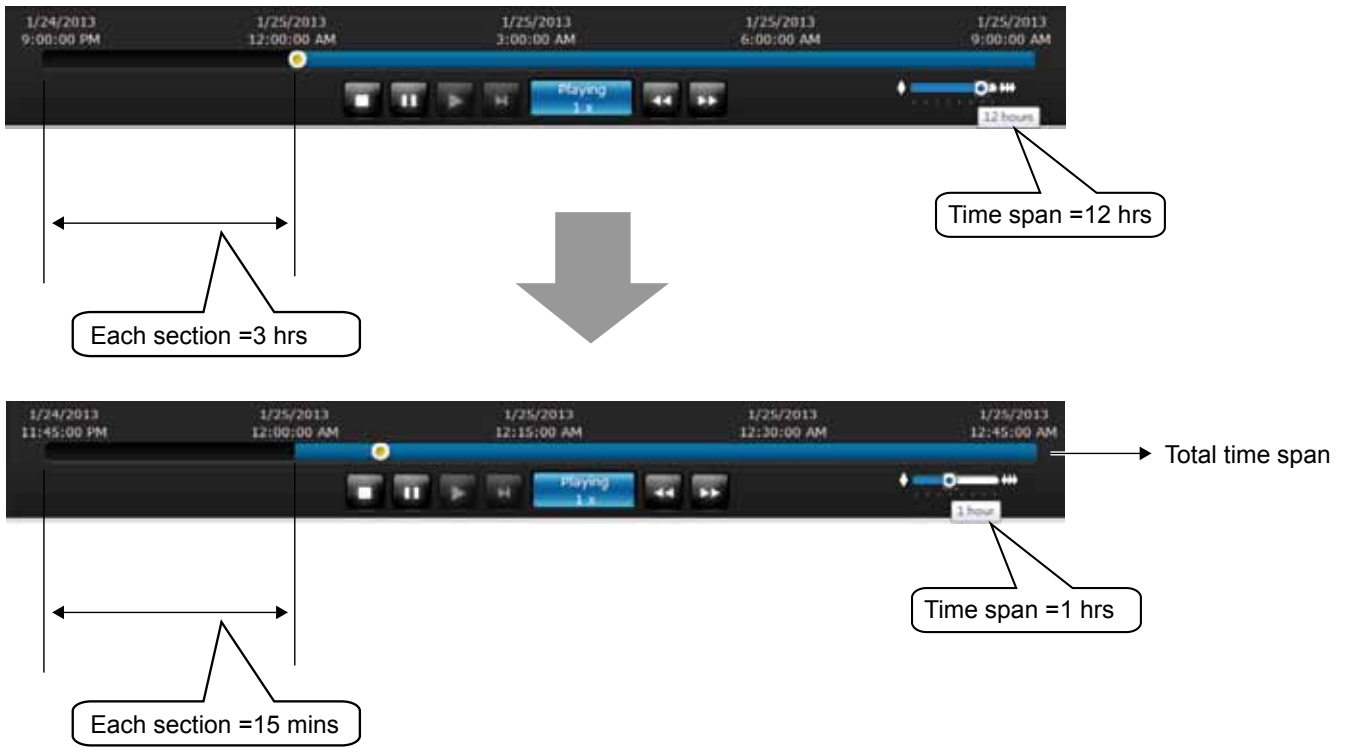 1/24/2013 1/25/2013 1/25/2013 1/25/2013 1/25/2013
9:00:00 PM 12:00:00 AM 3:00:00 AM 6:00:00 AM 9:00:00 AM
Playing
1 x
12 hours
Time span =12 hrs
Each section =3 hrs
1/24/2013 1/25/2013 1/25/2013 1/25/2013 1/25/2013
11:45:00 PM 12:00:00 AM 12:15:00 AM 12:30:00 AM 12:45:00 AM
Total time span
Playing
1 x
1 hour
Time span =1 hrs
Each section =15 mins